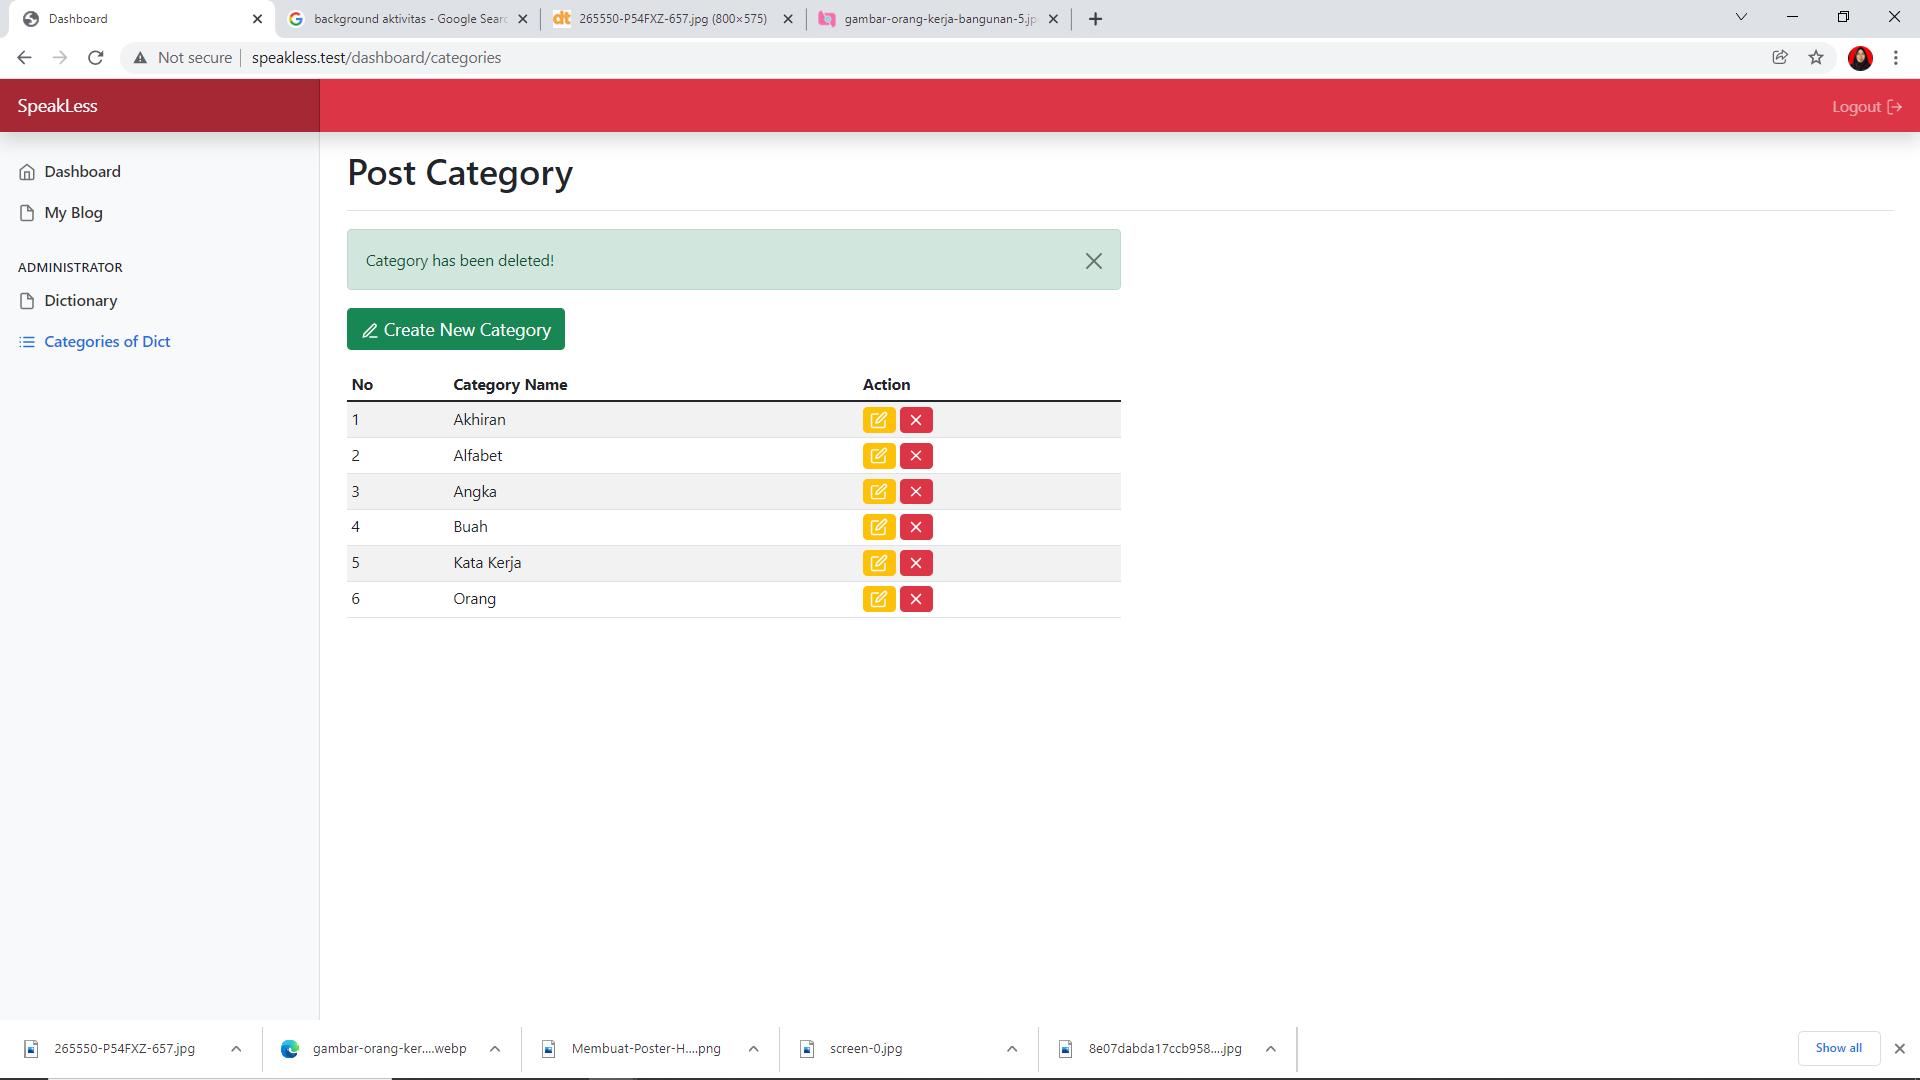 Dashboard
background aktivitas - Google Searc
265550-P54FXZ-657.jpg (800×575)
gambar-orang-kerja-bangunan-5.jp
Not secure
speakless.test/dashboard/categories
SpeakLess
Logout
Dashboard
My Blog
ADMINISTRATOR
Dictionary
Categories of Dict
Post Category
Category has been deleted!
Create New Category
No Category Name Action
1 Akhiran
2 Alfabet
3 Angka
4 Buah
5 Kata Kerja
6 Orang
265550-P54FXZ-657.jpg
gambar-orang-ker....webp
Membuat-Poster-H....png
screen-0.jpg
8e07dabda17ccb958....jpg
Show all